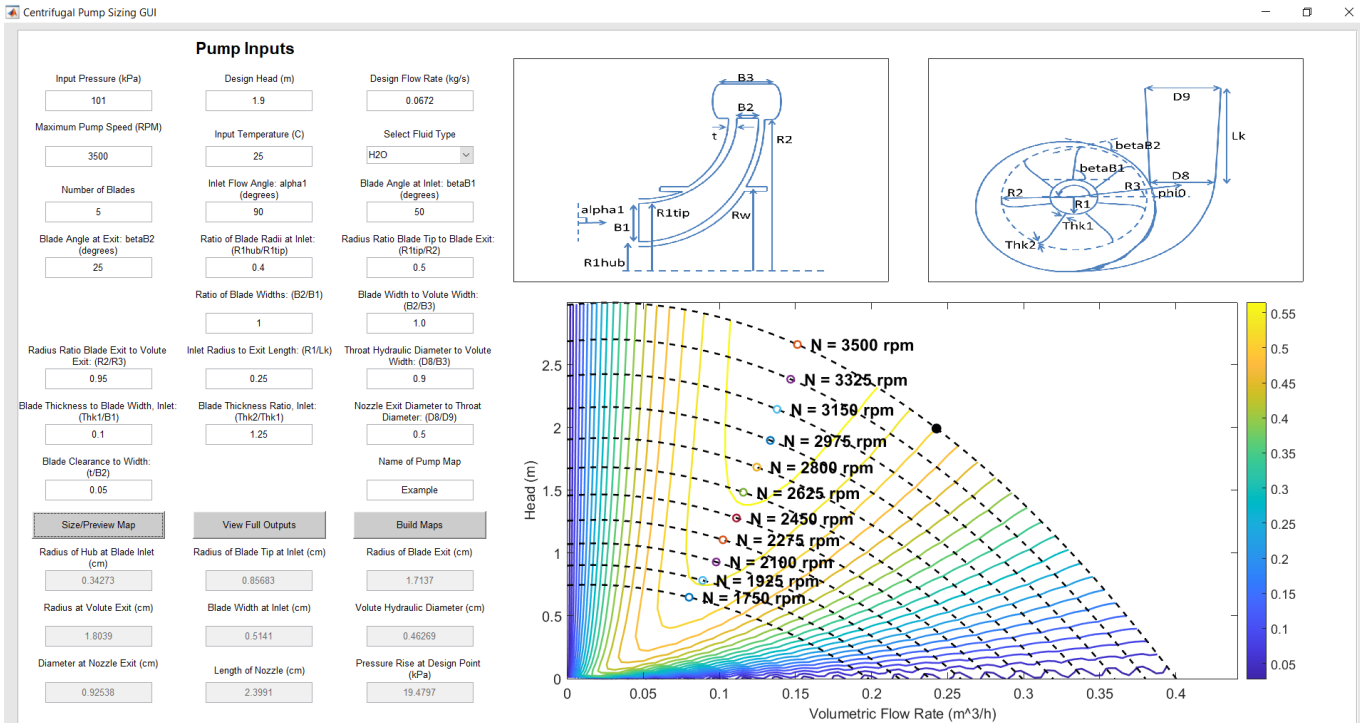 Centrifugal Pump Sizing GUI
Pump Inputs
Input Pressure (kPa)
Design Head (m)
Design Flow Rate (kg/s)
101
1.9
0.0672
Maximum Pump Speed (RPM)
Input Temperature (C)
Select Fluid Type
3500
25
H2O
Number of Blades
Inlet Flow Angle: alpha1
(degrees)
Blade Angle at Inlet: betaB1
(degrees)
5
90
50
Blade Angle at Exit: betaB2
(degrees)
Ratio of Blade Radii at Inlet:
(R1hub/R1tip)
Radius Ratio Blade Tip to Blade Exit:
(R1tip/R2)
25
0.4
0.5
Ratio of Blade Widths: (B2/B1)
Blade Width to Volute Width:
(B2/B3)
1
1.0
Radius Ratio Blade Exit to Volute
Exit: (R2/R3)
Inlet Radius to Exit Length: (R1/Lk)
Throat Hydraulic Diameter to Volute
Width: (D8/B3)
0.95
0.25
0.9
Blade Thickness to Blade Width, Inlet:
(Thk1/B1)
Blade Thickness Ratio, Inlet:
(Thk2/Thk1)
Nozzle Exit Diameter to Throat
Diameter: (D8/D9)
0.1
1.25
0.5
Blade Clearance to Width:
(t/B2)
Name of Pump Map
0.05
Example
Size/Preview Map
View Full Outputs
Build Maps
Radius of Hub at Blade Inlet
(cm)
Radius of Blade Tip at Inlet (cm)
Radius of Blade Exit (cm)
0.34273
0.85683
1.7137
Radius at Volute Exit (cm)
Blade Width at Inlet (cm)
Volute Hydraulic Diameter (cm)
1.8039
0.5141
0.46269
Diameter at Nozzle Exit (cm)
Length of Nozzle (cm)
Pressure Rise at Design Point
(kPa)
0.92538
2.3991
19.4797
B3
B2
t
R2
alpha1
R1tip
Rw
B1
R1hub
D9
Lk
betaB2
betaB1
D8
R3
R2
phi0
R1
Thk1
Thk2
N = 3500 rpm
N = 3325 rpm
N = 3150 rpm
N = 2975 rpm
N = 2800 rpm
N = 2625 rpm
N = 2450 rpm
N = 2275 rpm
N = 2100 rpm
N = 1925 rpm
N = 1750 rpm
Head (m)
2.5
2
1.5
1
0.5
0
0
0.05
0.1
0.15
0.2
0.25
0.3
0.35
0.4
Volumetric Flow Rate (m^3/h)
0.55
0.5
0.45
0.4
0.35
0.3
0.25
0.2
0.15
0.1
0.05